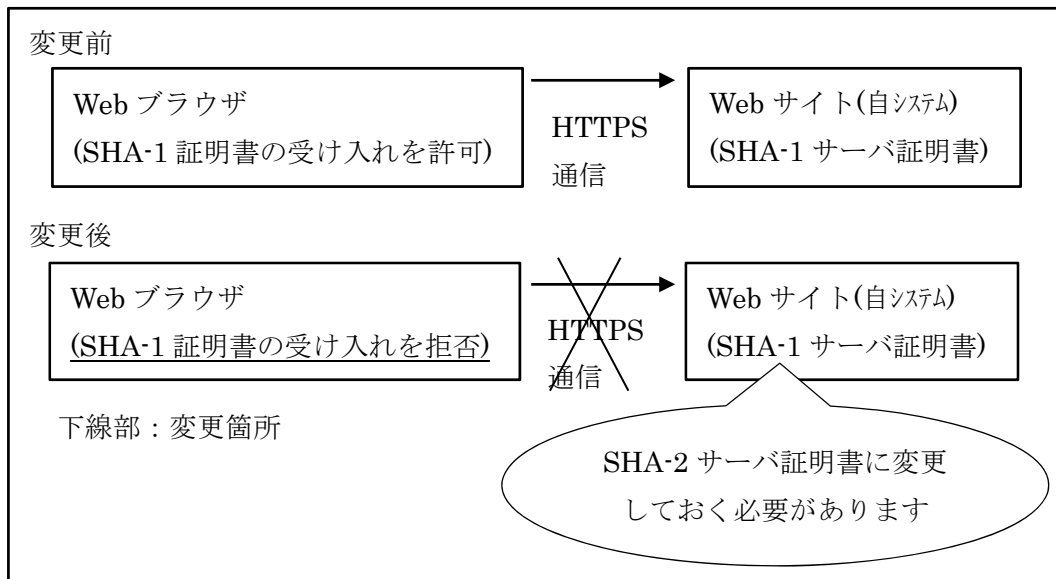 変更前
Web ブラウザ
(SHA-1 証明書の受け入れを許可)
HTTPS
通信
Web サイト(自ｼｽﾃﾑ)
(SHA-1 サーバ証明書)
変更後
Web ブラウザ
(SHA-1 証明書の受け入れを拒否)
HTTPS
通信
Web サイト(自ｼｽﾃﾑ)
(SHA-1 サーバ証明書)
下線部：変更箇所
SHA-2 サーバ証明書に変更
しておく必要があります